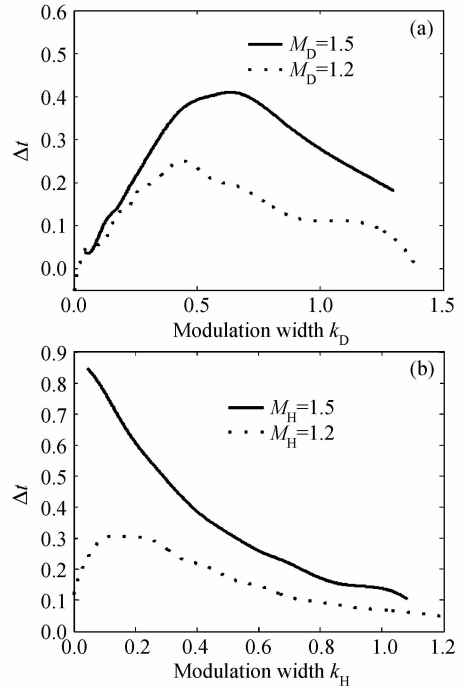 (a)
M_D=1.5
M_D=1.2
0.6
0.5
0.4
0.3
0.2
0.1
0.0
Δt
0.0 0.5 1.0 1.5
Modulation width k_D
(b)
M_H=1.5
M_H=1.2
0.9
0.8
0.7
0.6
0.5
0.4
0.3
0.2
0.1
0.0
Δt
0.0 0.2 0.4 0.6 0.8 1.0 1.2
Modulation width k_H